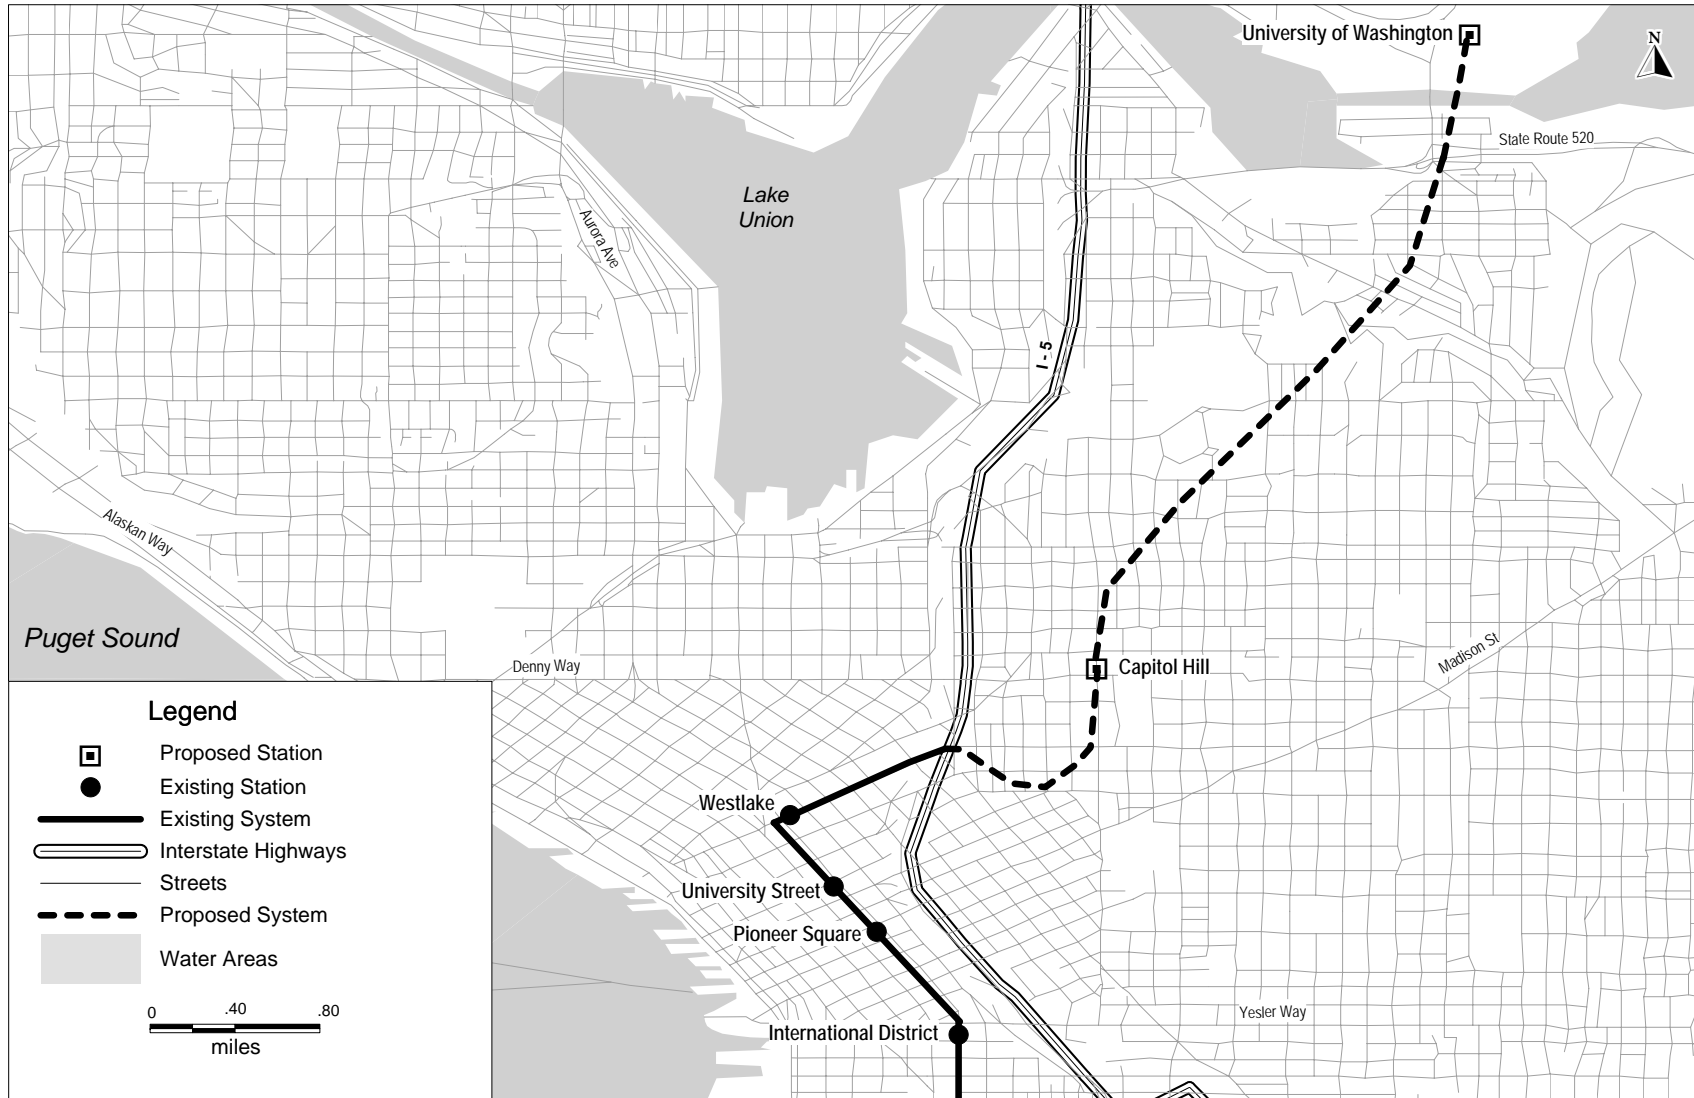 University of Washington
N
State Route 520
Lake
Union
Aurora Ave
I - 5
Alaskan Way
Puget Sound
Denny Way
Capitol Hill
Madison St
Legend
Proposed Station
Existing Station
Existing System
Interstate Highways
Streets
Proposed System
Water Areas
0 .40 .80
miles
Westlake
University Street
Pioneer Square
International District
Yesler Way